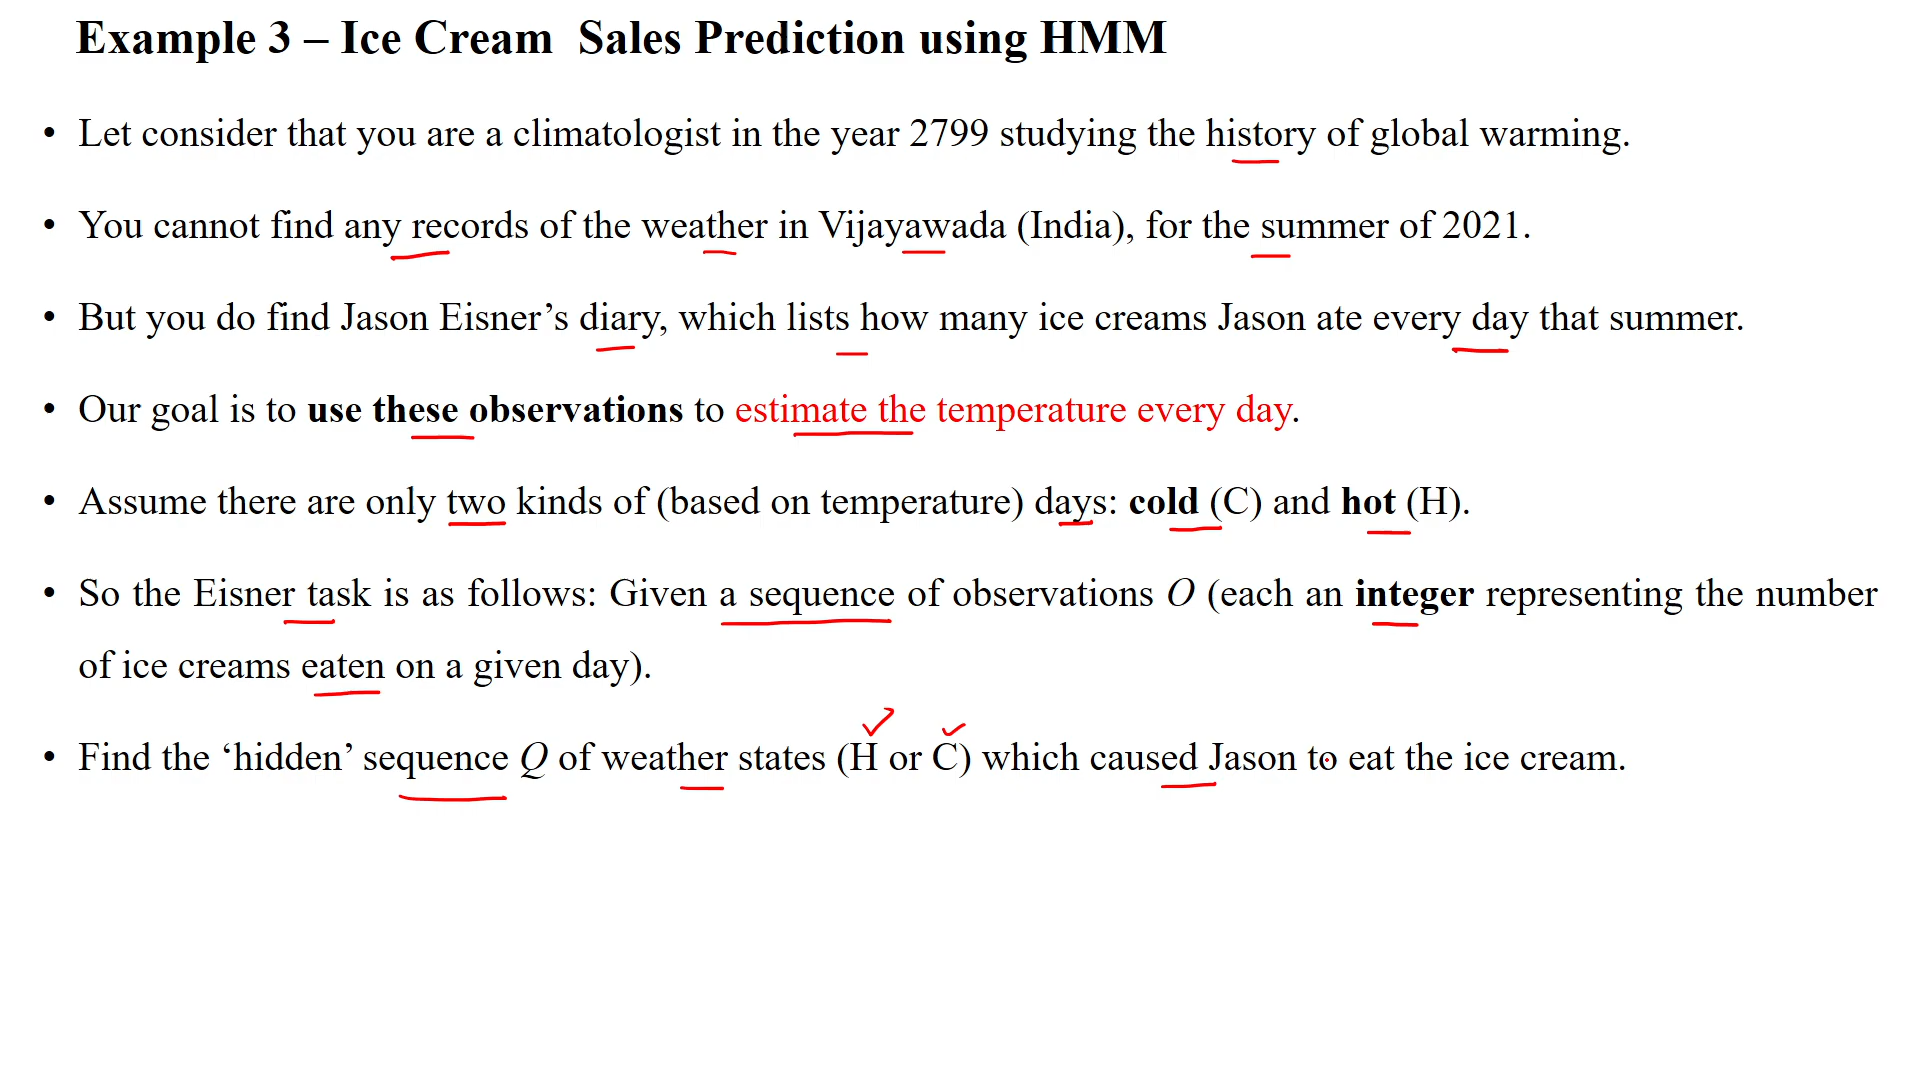 Example 3 – Ice Cream Sales Prediction using HMM
• Let consider that you are a climatologist in the year 2799 studying the history of global warming.
• You cannot find any records of the weather in Vijayawada (India), for the summer of 2021.
• But you do find Jason Eisner’s diary, which lists how many ice creams Jason ate every day that summer.
• Our goal is to use these observations to estimate the temperature every day.
• Assume there are only two kinds of (based on temperature) days: cold (C) and hot (H).
• So the Eisner task is as follows: Given a sequence of observations O (each an integer representing the number
of ice creams eaten on a given day).
• Find the ‘hidden’ sequence Q of weather states (H or C) which caused Jason to eat the ice cream.